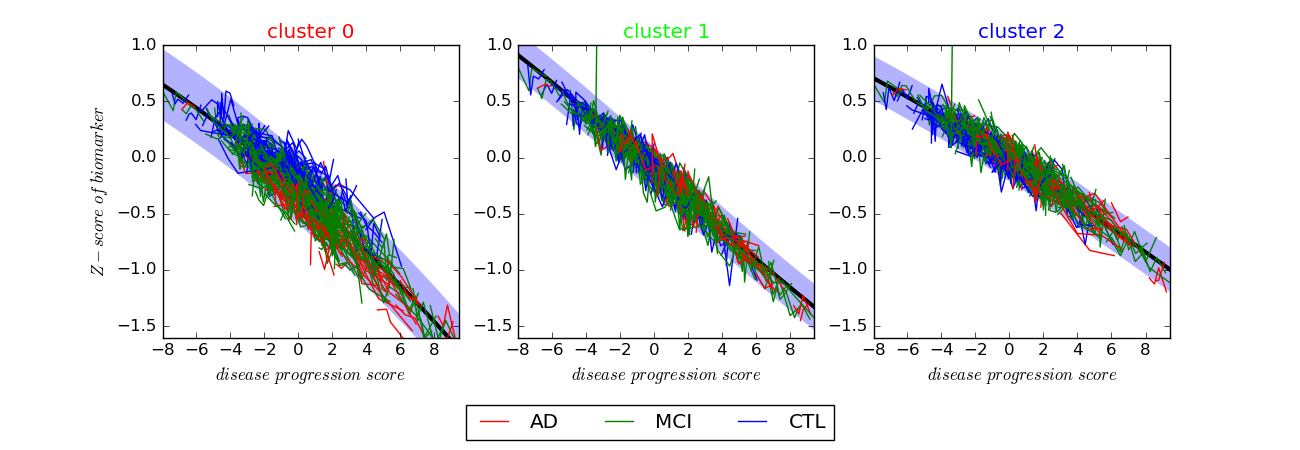 cluster 0 cluster 1 cluster 2
1.0 1.0 1.0
0.5 0.5 0.5
0.0 0.0 0.0
−0.5 −0.5 −0.5
−1.0 −1.0 −1.0
−1.5 −1.5 −1.5
Z − score of biomarker
−8 −6 −4 −2 0 2 4 6 8 −8 −6 −4 −2 0 2 4 6 8 −8 −6 −4 −2 0 2 4 6 8
disease progression score disease progression score disease progression score
AD MCI CTL